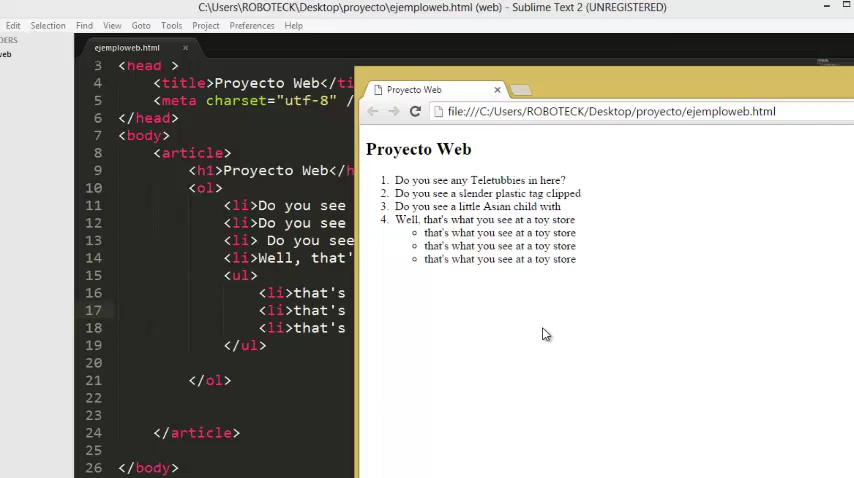 C:\Users\ROBOTECK\Desktop\proyecto\ejemploweb.html (web) - Sublime Text 2 (UNREGISTERED)
Edit Selection Find View Goto Tools Project Preferences Help
DERS
web
ejemploweb.html ×
3 <head >
4 <title>Proyecto Web</ti
5 <meta charset="utf-8" /
6 </head>
7 <body>
8 <article>
9 <h1>Proyecto Web</h
10 <ol>
11 <li>Do you see
12 <li>Do you see
13 <li> Do you see
14 <li>Well, that'
15 <ul>
16 <li>that's
17 <li>that's
18 <li>that's
19 </ul>
20
21 </ol>
22
23
24 </article>
25
26 </body>
Proyecto Web ×
file:///C:/Users/ROBOTECK/Desktop/proyecto/ejemploweb.html
Proyecto Web
1. Do you see any Teletubbies in here?
2. Do you see a slender plastic tag clipped
3. Do you see a little Asian child with
4. Well, that's what you see at a toy store
that's what you see at a toy store
that's what you see at a toy store
that's what you see at a toy store